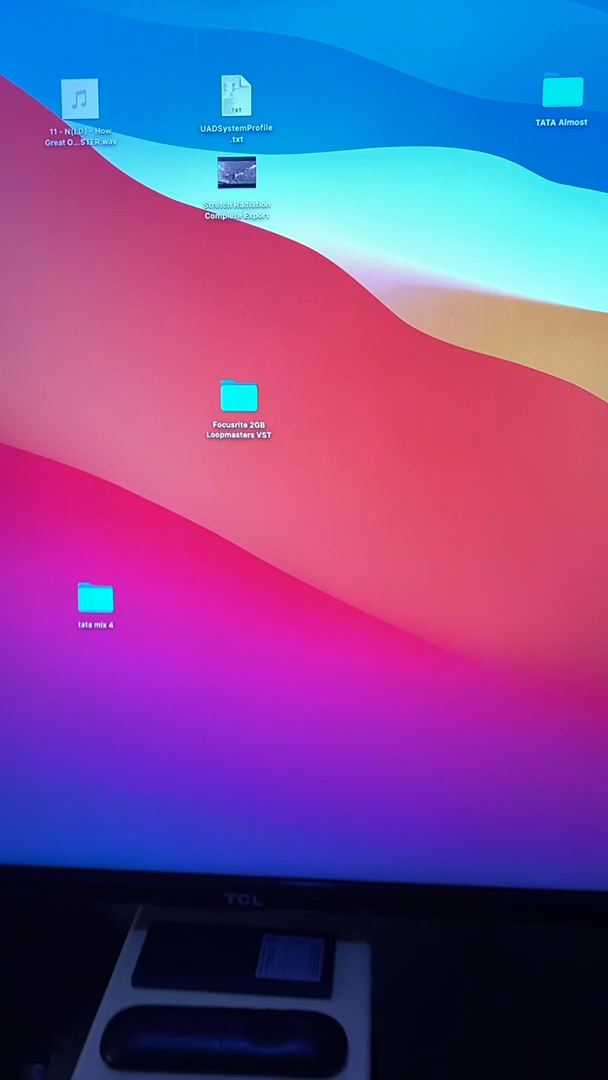 11 - N(LD) - How
Great O...STER.wav
UADSystemProfile
.txt
TXT
TATA Almost
Stretch Radiation
Complete Export
Focusrite 2GB
Loopmasters VST
tata mix 4
TCL